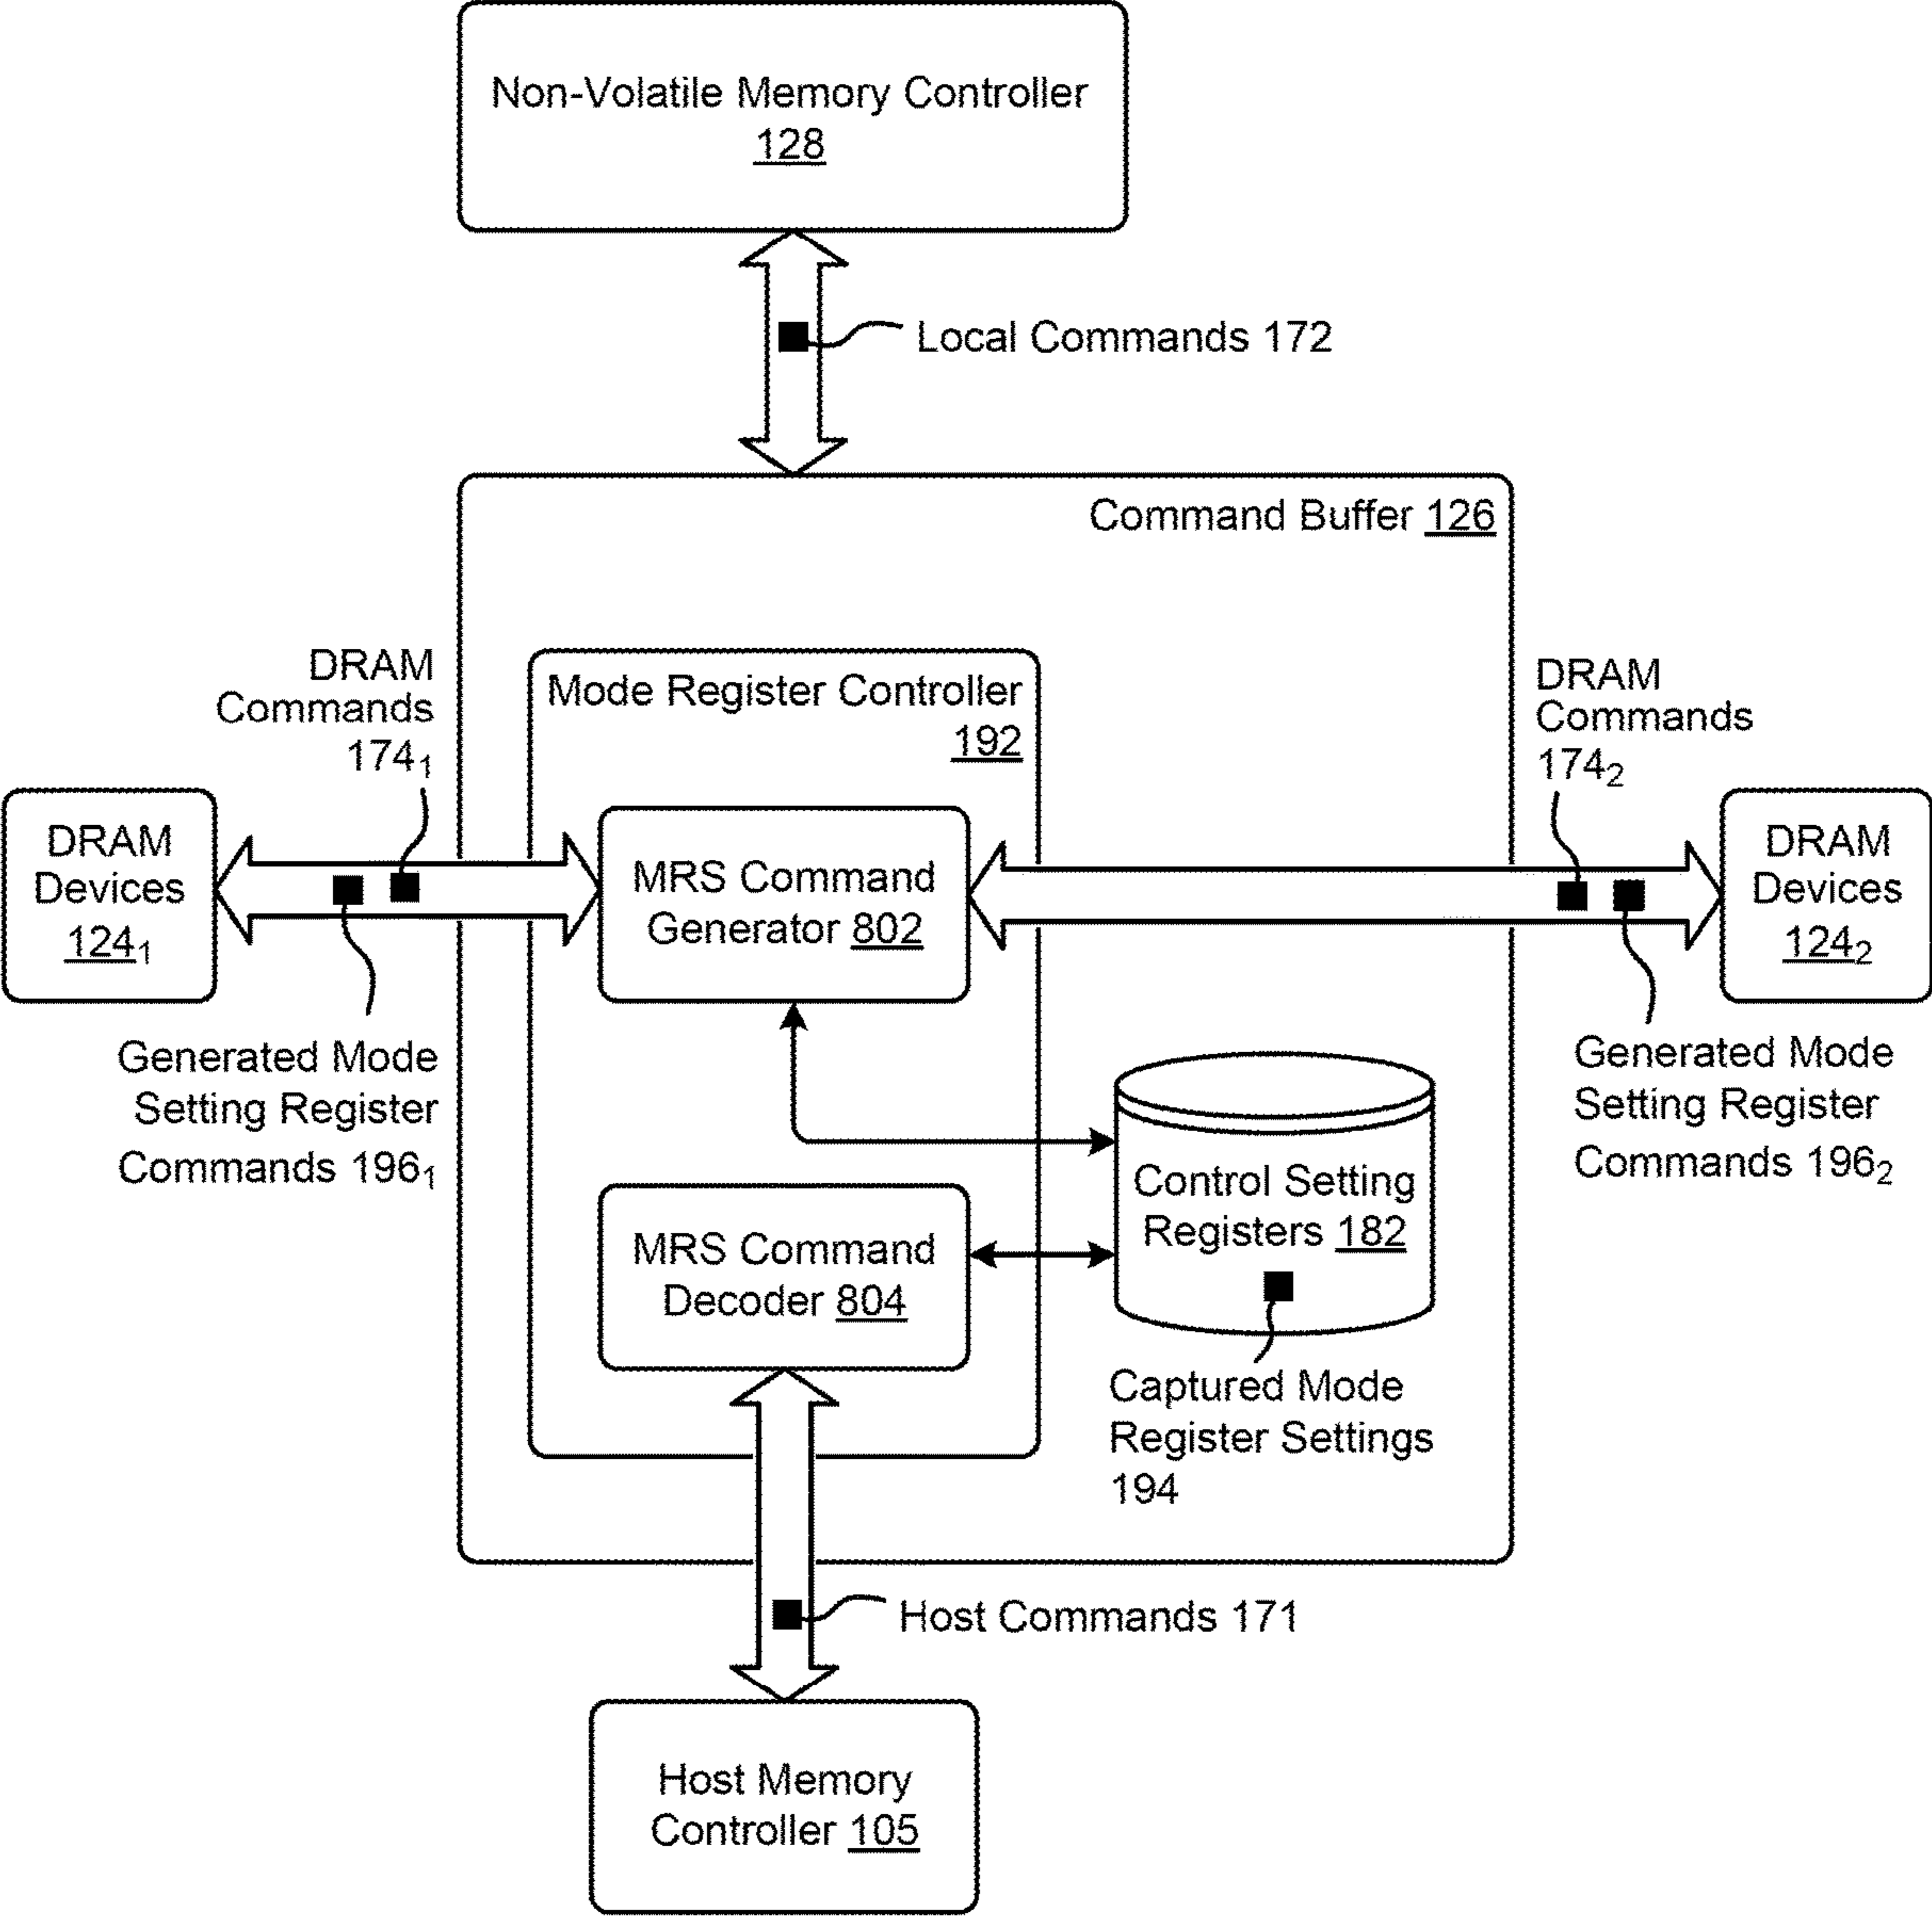 Non-Volatile Memory Controller
128
Local Commands 172
Command Buffer 126
DRAM
Commands
174₁
Mode Register Controller
192
DRAM
Commands
174₂
DRAM
Devices
124₁
MRS Command
Generator 802
DRAM
Devices
124₂
Generated Mode
Setting Register
Commands 196₁
Generated Mode
Setting Register
Commands 196₂
Control Setting
Registers 182
MRS Command
Decoder 804
Captured Mode
Register Settings
194
Host Commands 171
Host Memory
Controller 105